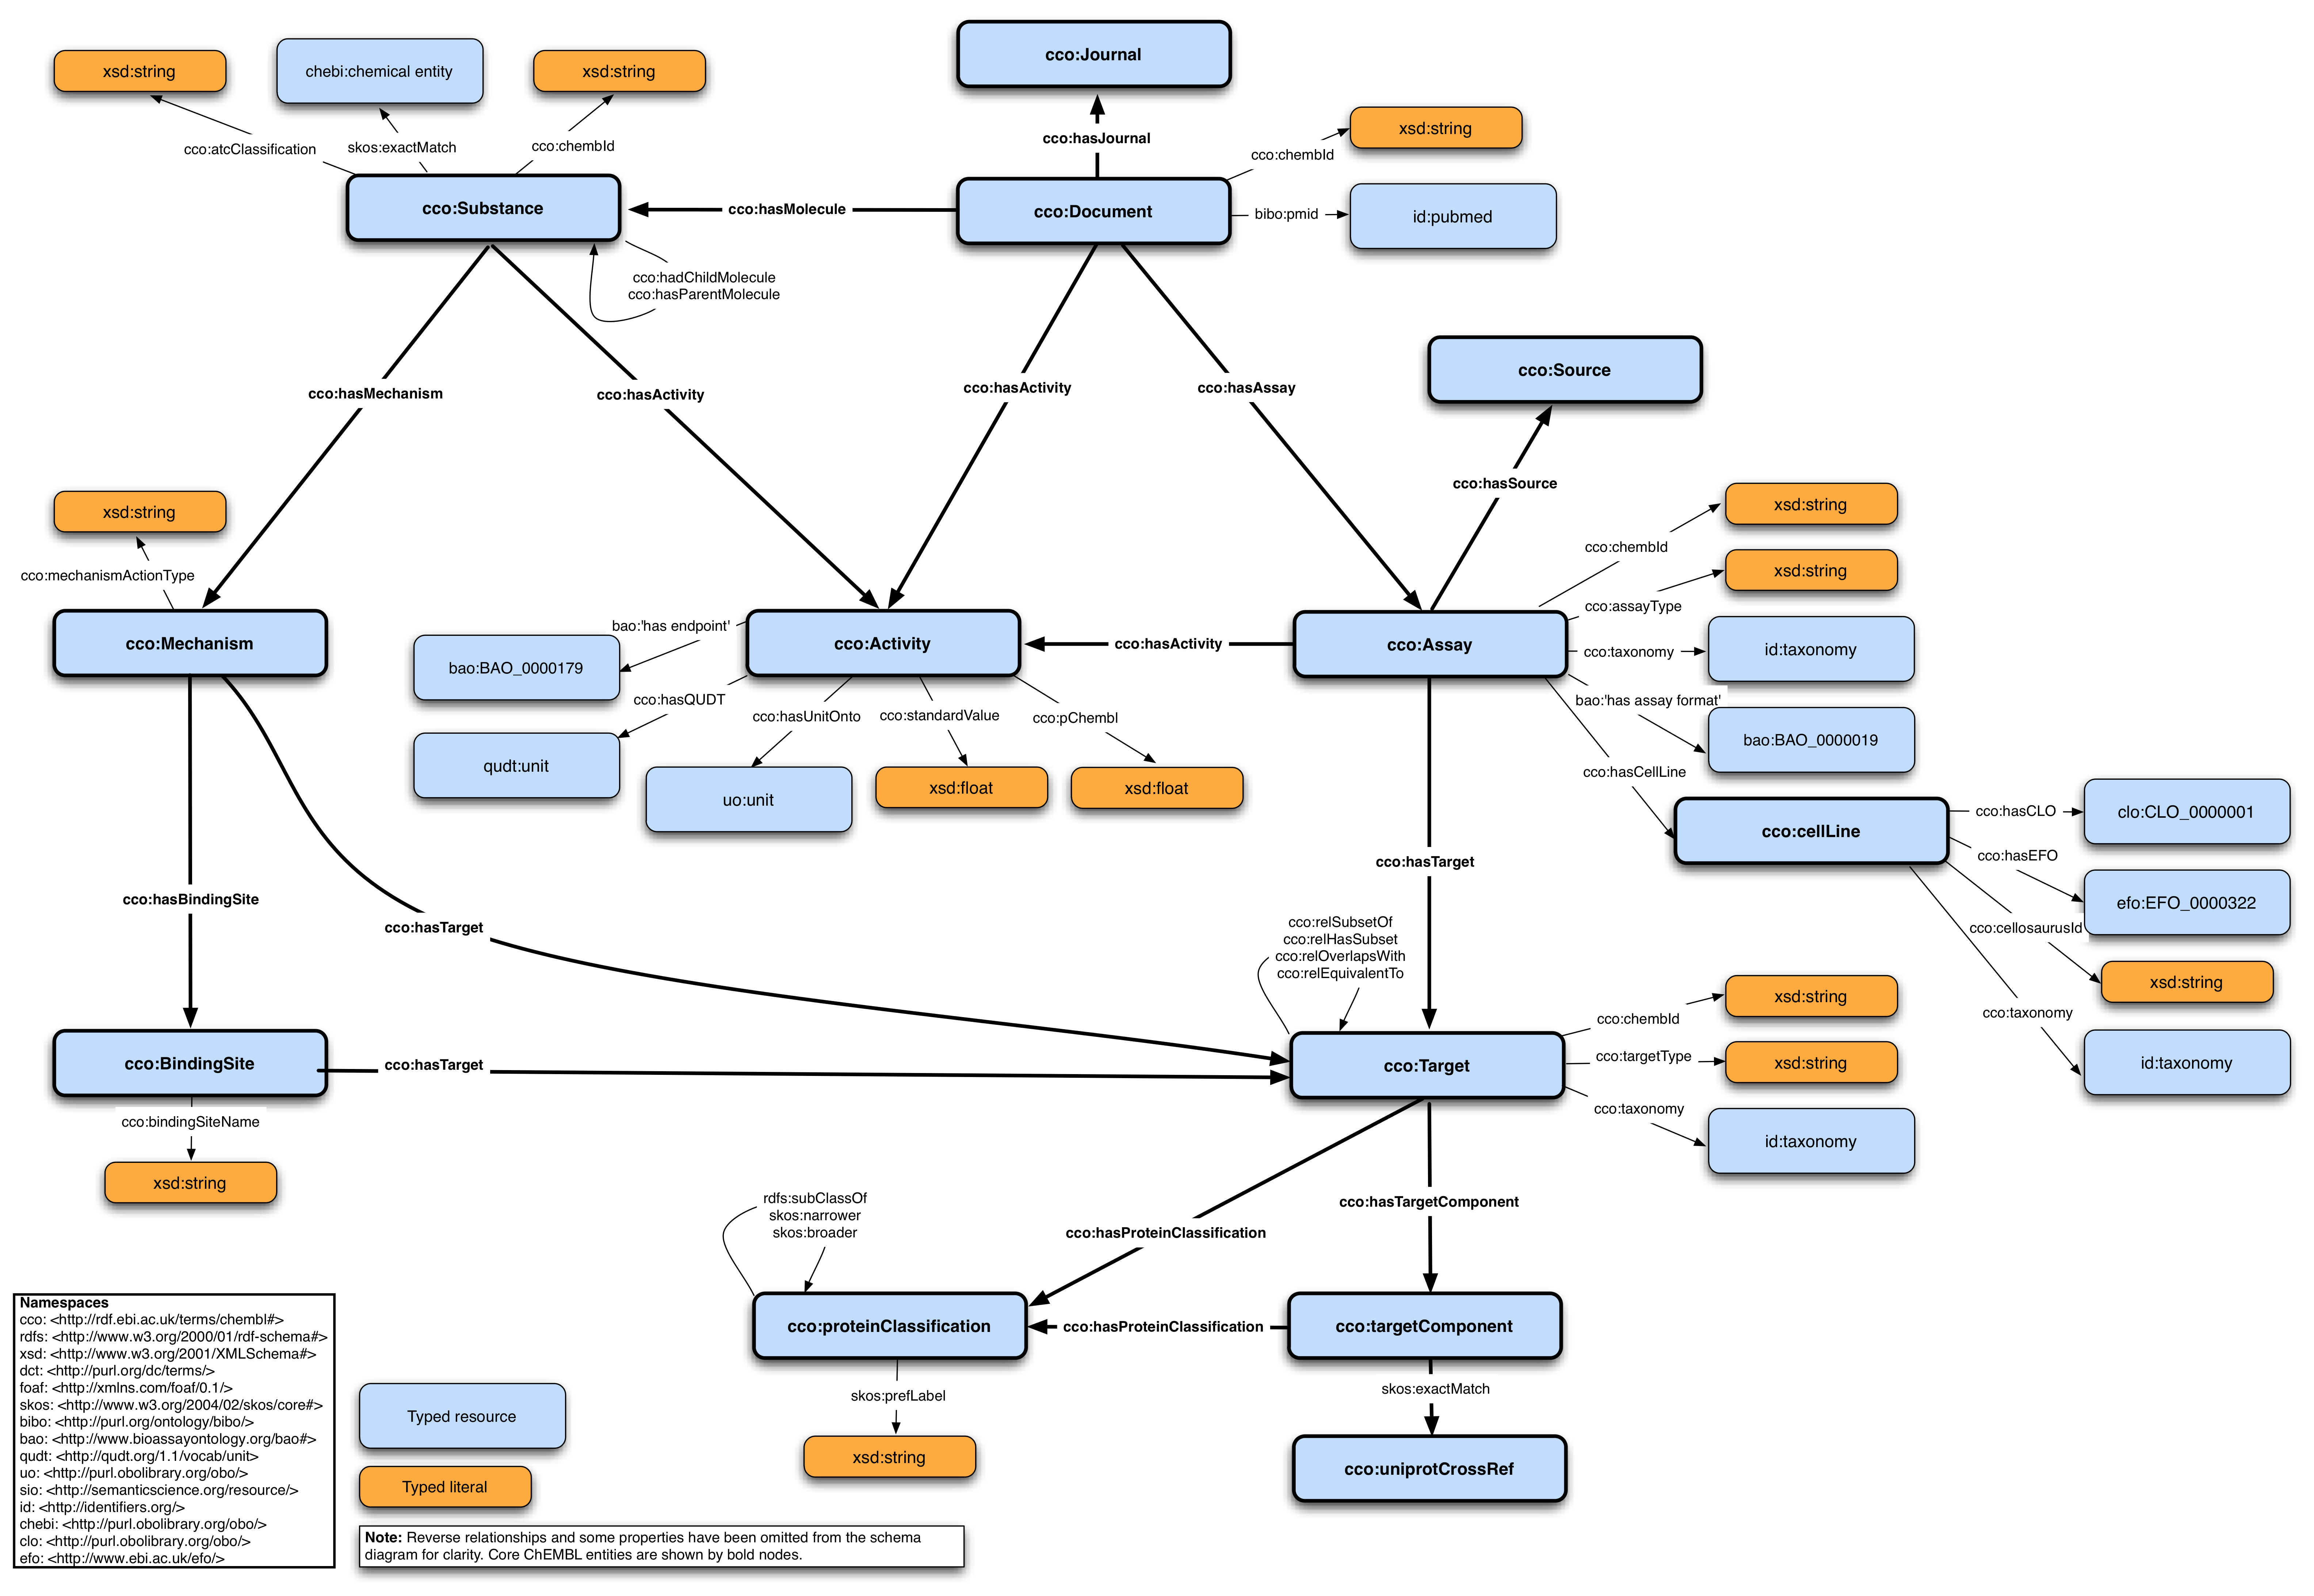 cco:Journal
xsd:string
chebi:chemical entity
xsd:string
xsd:string
cco:hasJournal
cco:atcClassification
skos:exactMatch
cco:chembId
cco:chembId
cco:Substance
cco:hasMolecule
cco:Document
bibo:pmid
id:pubmed
cco:hadChildMolecule
cco:hasParentMolecule
cco:Source
cco:hasMechanism
cco:hasActivity
cco:hasActivity
cco:hasAssay
cco:hasSource
xsd:string
xsd:string
cco:chembId
xsd:string
cco:mechanismActionType
cco:assayType
bao:'has endpoint'
cco:Mechanism
cco:Activity
cco:hasActivity
cco:Assay
cco:taxonomy
id:taxonomy
bao:BAO_0000179
cco:hasQUDT
bao:'has assay format'
cco:hasUnitOnto
cco:standardValue
cco:pChembl
bao:BAO_0000019
qudt:unit
cco:hasCellLine
uo:unit
xsd:float
xsd:float
cco:cellLine
cco:hasCLO
clo:CLO_0000001
cco:hasTarget
cco:hasEFO
efo:EFO_0000322
cco:hasBindingSite
cco:hasTarget
cco:relSubsetOf
cco:relHasSubset
cco:relOverlapsWith
cco:relEquivalentTo
cco:cellosaurusId
xsd:string
xsd:string
cco:chembId
cco:taxonomy
cco:BindingSite
cco:hasTarget
cco:Target
cco:targetType
xsd:string
id:taxonomy
cco:bindingSiteName
cco:taxonomy
id:taxonomy
xsd:string
rdfs:subClassOf
skos:narrower
skos:broader
cco:hasTargetComponent
cco:hasProteinClassification
cco:proteinClassification
cco:hasProteinClassification
cco:targetComponent
skos:prefLabel
skos:exactMatch
xsd:string
cco:uniprotCrossRef
Namespaces
cco: <http://rdf.ebi.ac.uk/terms/chembl#>
rdfs: <http://www.w3.org/2000/01/rdf-schema#>
xsd: <http://www.w3.org/2001/XMLSchema#>
dct: <http://purl.org/dc/terms/>
foaf: <http://xmlns.com/foaf/0.1/>
skos: <http://www.w3.org/2004/02/skos/core#>
bibo: <http://purl.org/ontology/bibo/>
bao: <http://www.bioassayontology.org/bao#>
qudt: <http://qudt.org/1.1/vocab/unit>
uo: <http://purl.obolibrary.org/obo/>
sio: <http://semanticscience.org/resource/>
id: <http://identifiers.org/>
chebi: <http://purl.obolibrary.org/obo/>
clo: <http://purl.obolibrary.org/obo/>
efo: <http://www.ebi.ac.uk/efo/>
Typed resource
Typed literal
Note: Reverse relationships and some properties have been omitted from the schema
diagram for clarity. Core ChEMBL entities are shown by bold nodes.